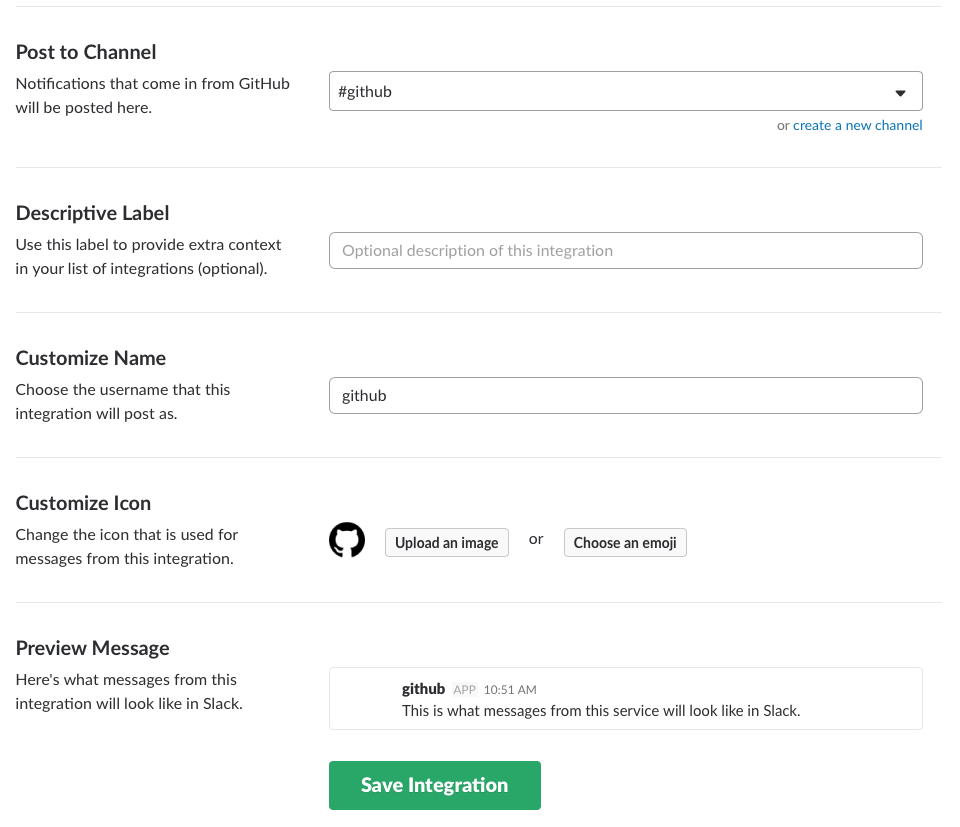 Post to Channel
Notifications that come in from GitHub
will be posted here.
#github
or create a new channel
Descriptive Label
Use this label to provide extra context
in your list of integrations (optional).
Optional description of this integration
Customize Name
Choose the username that this
integration will post as.
github
Customize Icon
Change the icon that is used for
messages from this integration.
Upload an image or Choose an emoji
Preview Message
Here's what messages from this
integration will look like in Slack.
github APP 10:51 AM
This is what messages from this service will look like in Slack.
Save Integration